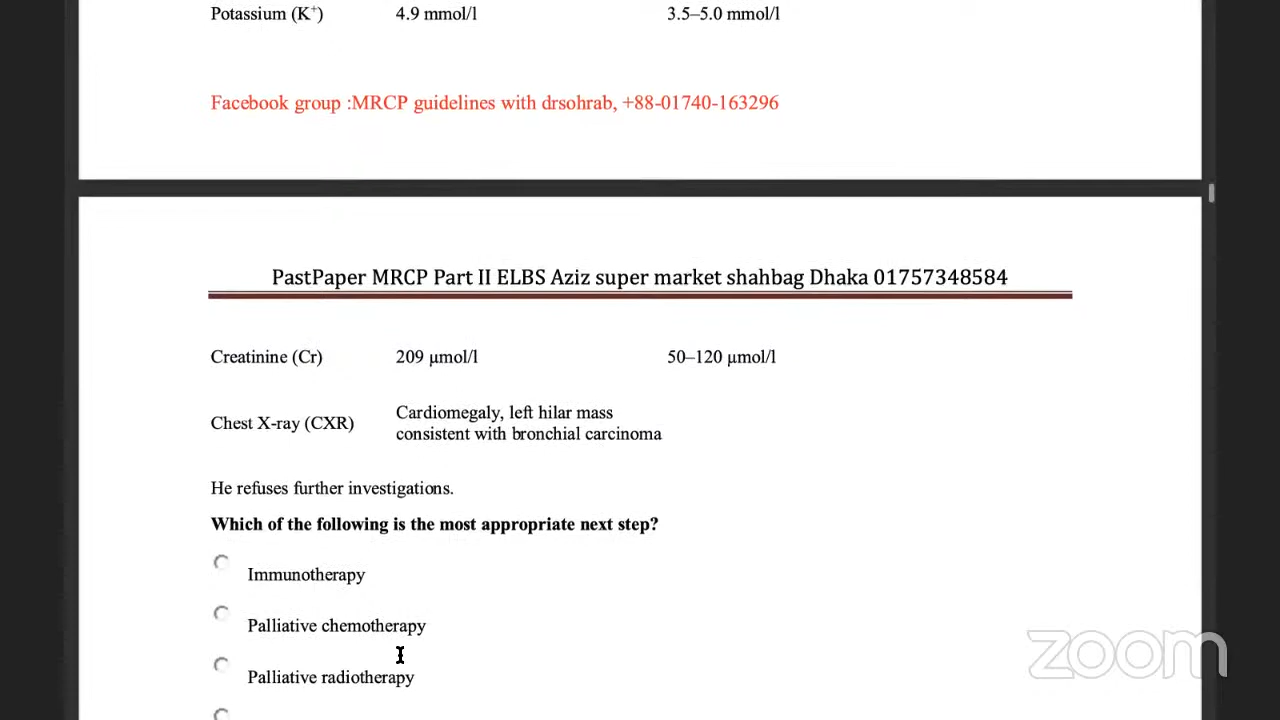 Potassium (K⁺) 4.9 mmol/l 3.5–5.0 mmol/l
Facebook group :MRCP guidelines with drsohrab, +88-01740-163296
PastPaper MRCP Part II ELBS Aziz super market shahbag Dhaka 01757348584
Creatinine (Cr) 209 µmol/l 50–120 µmol/l
Chest X-ray (CXR) Cardiomegaly, left hilar mass
consistent with bronchial carcinoma
He refuses further investigations.
Which of the following is the most appropriate next step?
Immunotherapy
Palliative chemotherapy
Palliative radiotherapy
zoom